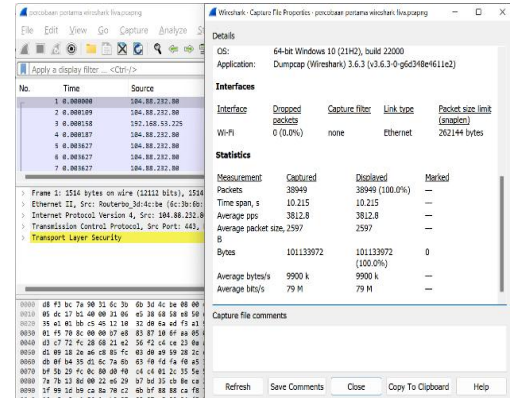 percobaan pertama wireshark fiva.pcapng
File Edit View Go Capture Analyze S
Apply a display filter ... <Ctrl-/>
No. Time Source
1 0.000000 104.88.232.80
2 0.000109 104.88.232.80
3 0.000158 192.168.53.225
4 0.000187 104.88.232.80
5 0.003627 104.88.232.80
6 0.003627 104.88.232.80
7 0.003627 104.88.232.80
Frame 1: 1514 bytes on wire (12112 bits), 1514
Ethernet II, Src: Routerbo_3d:4c:be (6c:3b:6b:
Internet Protocol Version 4, Src: 104.88.232.8
Transmission Control Protocol, Src Port: 443,
Transport Layer Security
Wireshark · Capture File Properties · percobaan pertama wireshark fiva.pcapng
Details
OS: 64-bit Windows 10 (21H2), build 22000
Application: Dumpcap (Wireshark) 3.6.3 (v3.6.3-0-g6d348e4611e2)
Interfaces
Interface Dropped packets Capture filter Link type Packet size limit (snaplen)
Wi-Fi 0 (0.0%) none Ethernet 262144 bytes
Statistics
Measurement Captured Displayed Marked
Packets 38949 38949 (100.0%) —
Time span, s 10.215 10.215 —
Average pps 3812.8 3812.8 —
Average packet size, B 2597 2597 —
Bytes 101133972 101133972 (100.0%) 0
Average bytes/s 9900 k 9900 k —
Average bits/s 79 M 79 M —
Capture file comments
Refresh Save Comments Close Copy To Clipboard Help